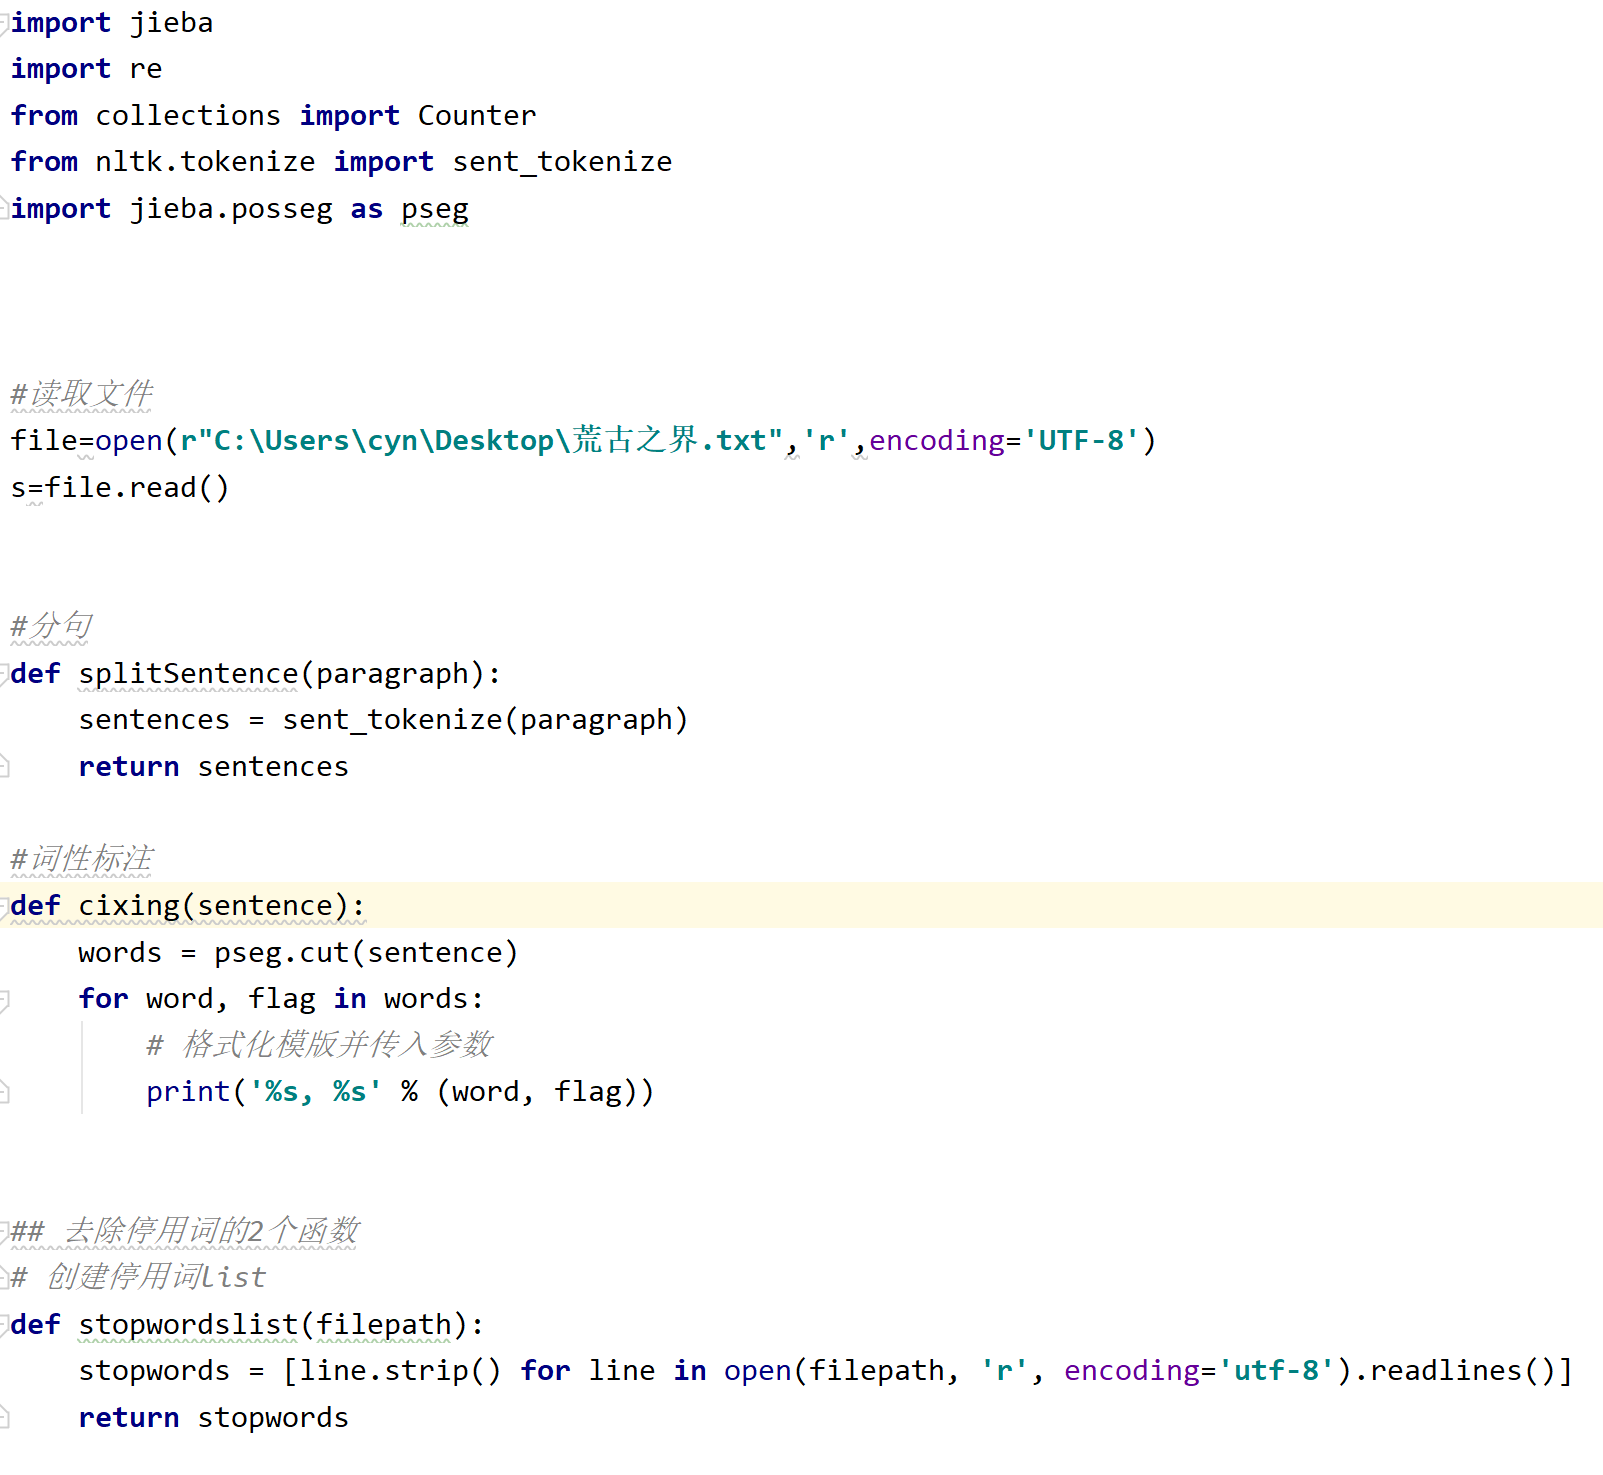 import jieba
import re
from collections import Counter
from nltk.tokenize import sent_tokenize
import jieba.posseg as pseg
#读取文件
file=open(r"C:\Users\cyn\Desktop\荒古之界.txt",'r',encoding='UTF-8')
s=file.read()
#分句
def splitSentence(paragraph):
    sentences = sent_tokenize(paragraph)
    return sentences
#词性标注
def cixing(sentence):
    words = pseg.cut(sentence)
    for word, flag in words:
        # 格式化模版并传入参数
        print('%s, %s' % (word, flag))
## 去除停用词的2个函数
# 创建停用词list
def stopwordslist(filepath):
    stopwords = [line.strip() for line in open(filepath, 'r', encoding='utf-8').readlines()]
    return stopwords